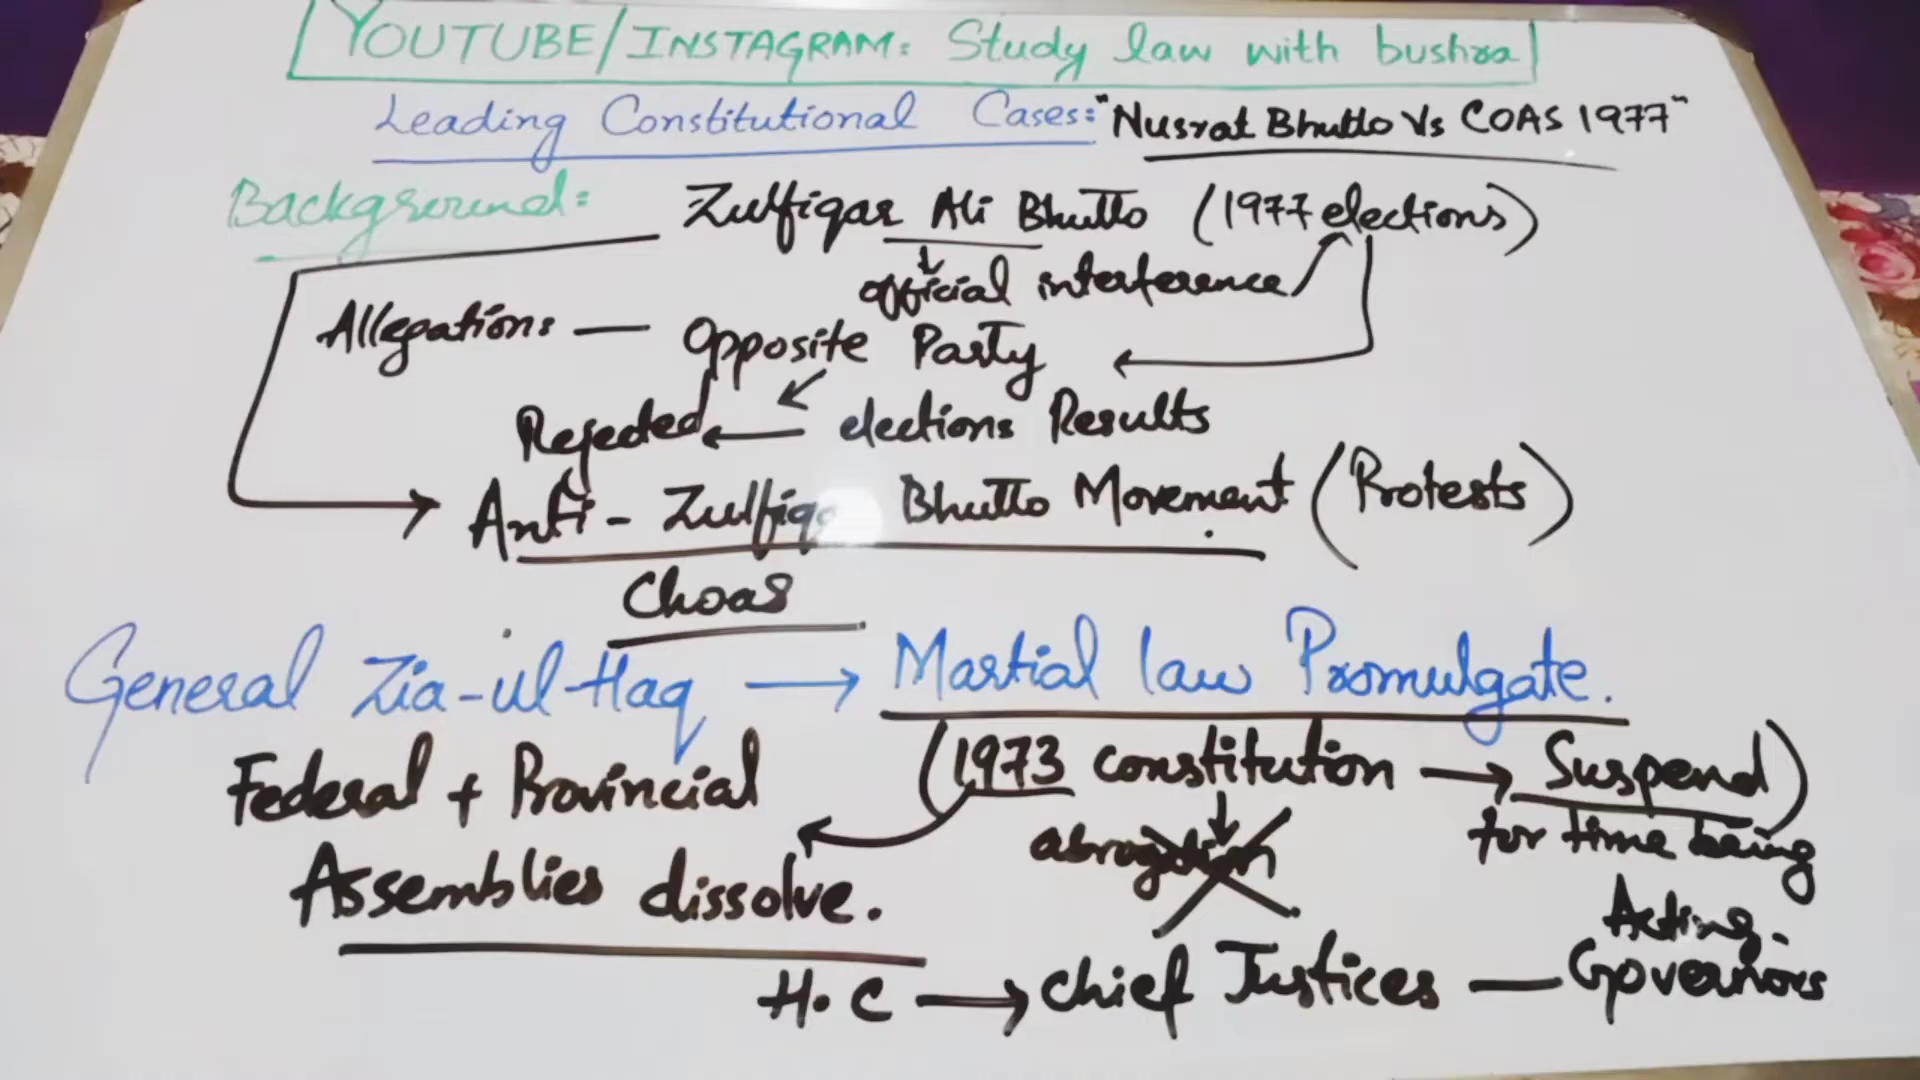 YOUTUBE/INSTAGRAM: Study law with bushra
Leading Constitutional Cases: "Nusrat Bhutto Vs COAS 1977"
Background: Zulfiqar Ali Bhutto (1977 elections)
official interference
Allegations — Opposite Party
Rejected ← elections Results
Anti - Zulfiqa Bhutto Movement (Protests)
Choas
General Zia-ul-Haq → Martial law Promulgate.
Federal + Provincial (1973 constitution → Suspend)
abrogation for time being
Assemblies dissolve. Acting
H.C → Chief Justices — Governors